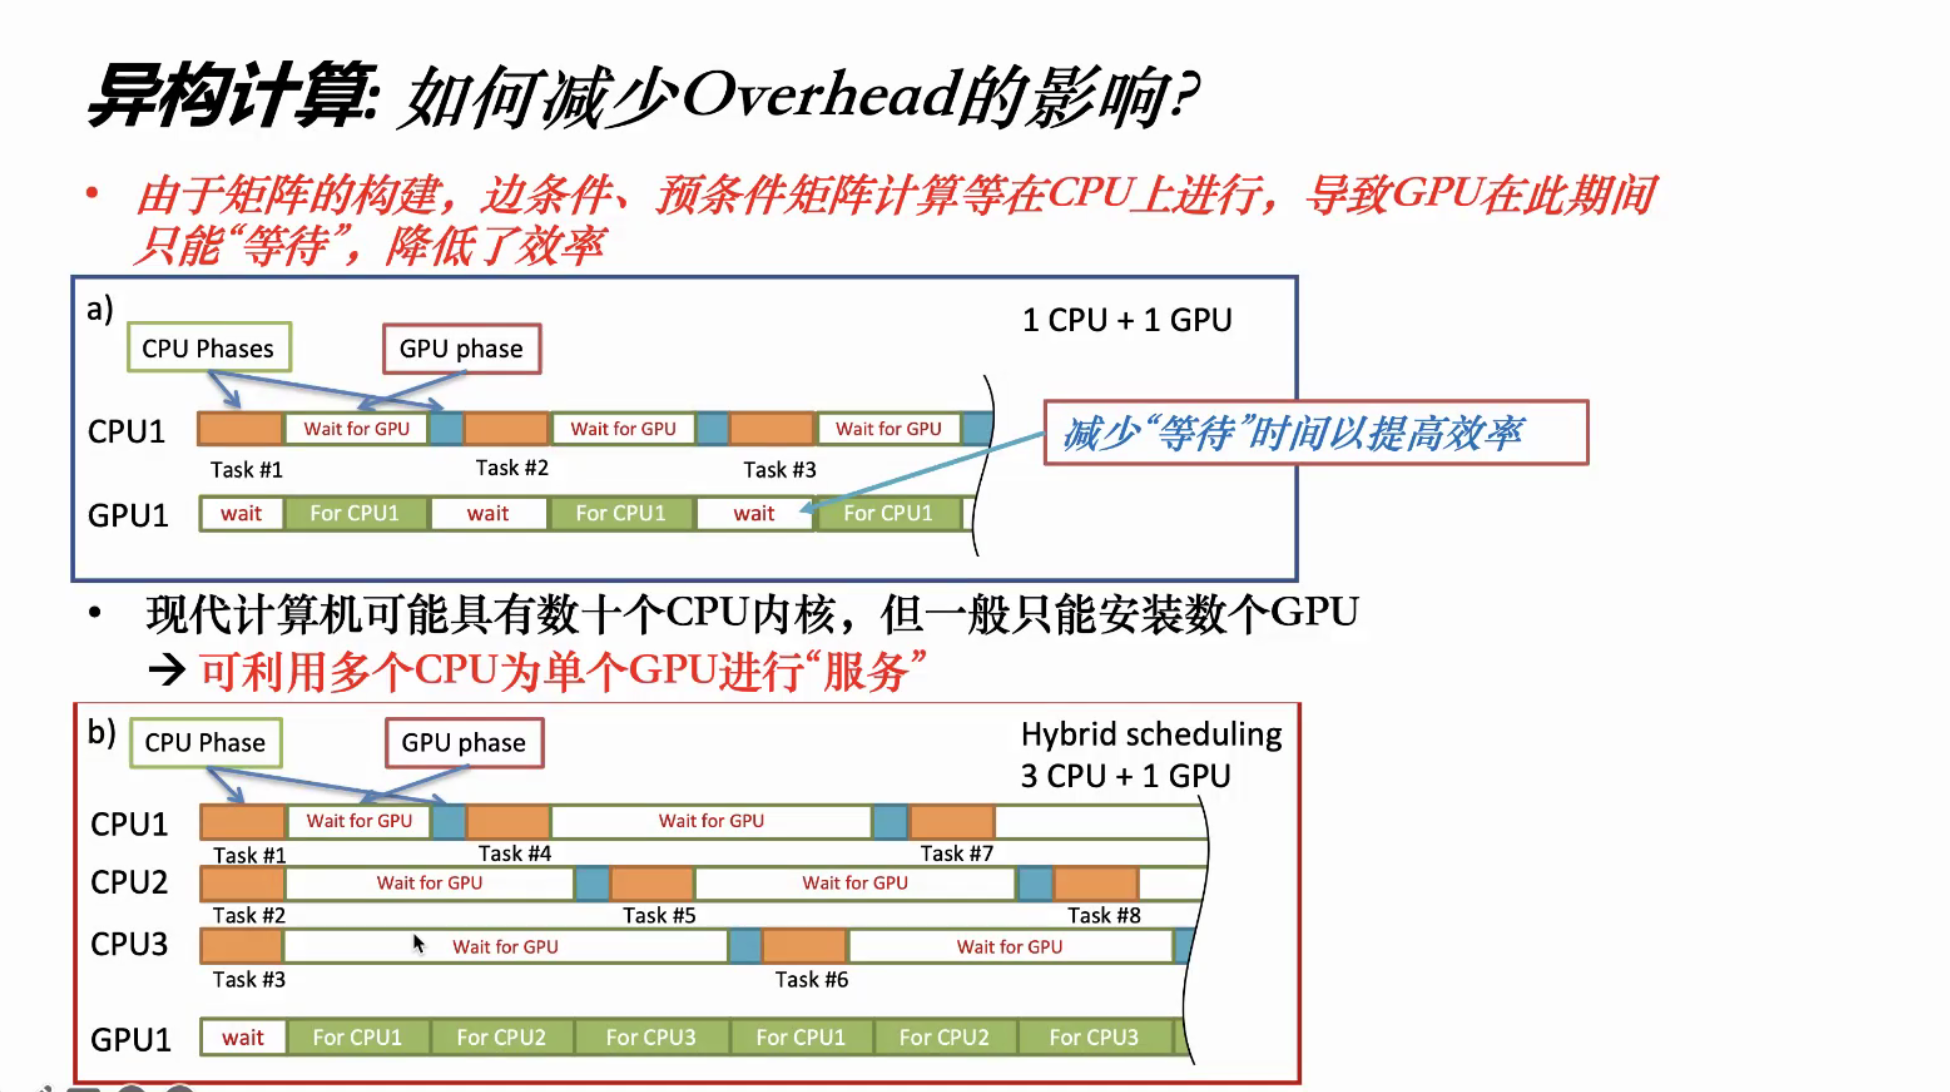 异构计算: 如何减少Overhead的影响?
• 由于矩阵的构建，边条件、预条件矩阵计算等在CPU上进行，导致GPU在此期间
只能“等待”，降低了效率
a)
1 CPU + 1 GPU
CPU Phases
GPU phase
CPU1
Wait for GPU
Wait for GPU
Wait for GPU
减少“等待”时间以提高效率
Task #1
Task #2
Task #3
GPU1
wait
For CPU1
wait
For CPU1
wait
For CPU1
• 现代计算机可能具有数十个CPU内核，但一般只能安装数个GPU
→ 可利用多个CPU为单个GPU进行“服务”
b)
CPU Phase
GPU phase
Hybrid scheduling
3 CPU + 1 GPU
CPU1
Wait for GPU
Wait for GPU
Task #1
Task #4
Task #7
CPU2
Wait for GPU
Wait for GPU
Task #2
Task #5
Task #8
CPU3
Wait for GPU
Wait for GPU
Task #3
Task #6
GPU1
wait
For CPU1
For CPU2
For CPU3
For CPU1
For CPU2
For CPU3